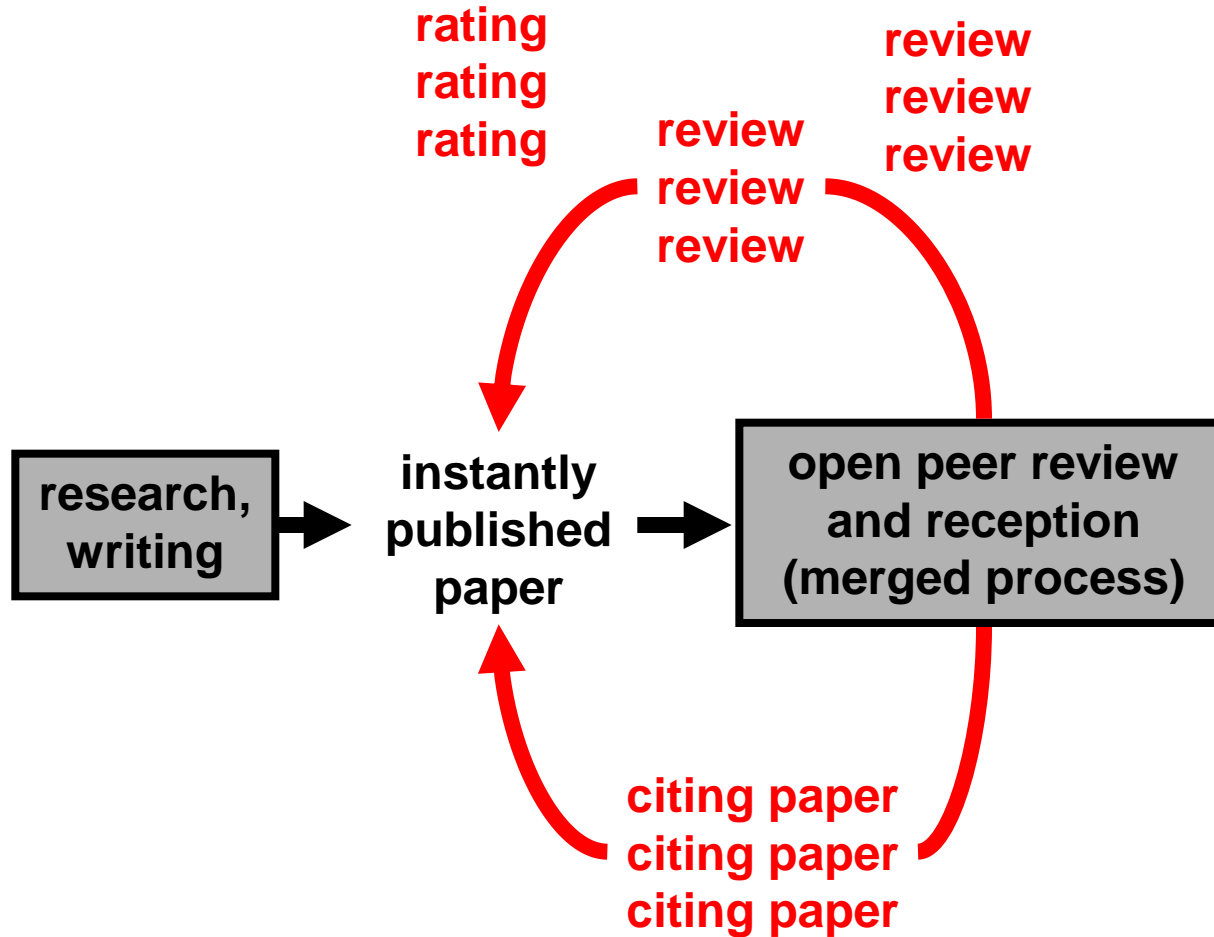 rating
rating
rating
review
review
review
review
review
review
research,
writing
instantly
published
paper
open peer review
and reception
(merged process)
citing paper
citing paper
citing paper